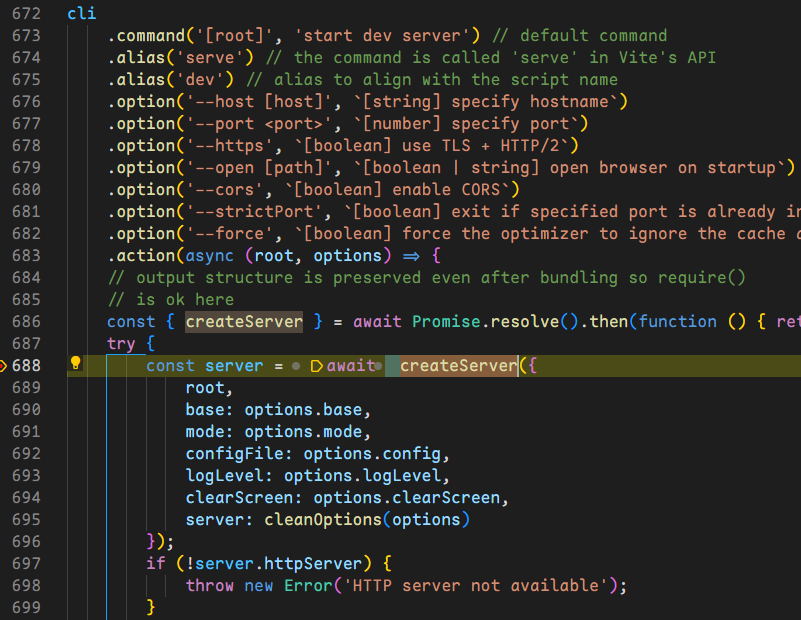 672 cli
673 .command('[root]', 'start dev server') // default command
674 .alias('serve') // the command is called 'serve' in Vite's API
675 .alias('dev') // alias to align with the script name
676 .option('--host [host]', `[string] specify hostname`)
677 .option('--port <port>', `[number] specify port`)
678 .option('--https', `[boolean] use TLS + HTTP/2`)
679 .option('--open [path]', `[boolean | string] open browser on startup`)
680 .option('--cors', `[boolean] enable CORS`)
681 .option('--strictPort', `[boolean] exit if specified port is already in
682 .option('--force', `[boolean] force the optimizer to ignore the cache a
683 .action(async (root, options) => {
684 // output structure is preserved even after bundling so require()
685 // is ok here
686 const { createServer } = await Promise.resolve().then(function () { ret
687 try {
688 const server = await createServer({
689 root,
690 base: options.base,
691 mode: options.mode,
692 configFile: options.config,
693 logLevel: options.logLevel,
694 clearScreen: options.clearScreen,
695 server: cleanOptions(options)
696 });
697 if (!server.httpServer) {
698 throw new Error('HTTP server not available');
699 }